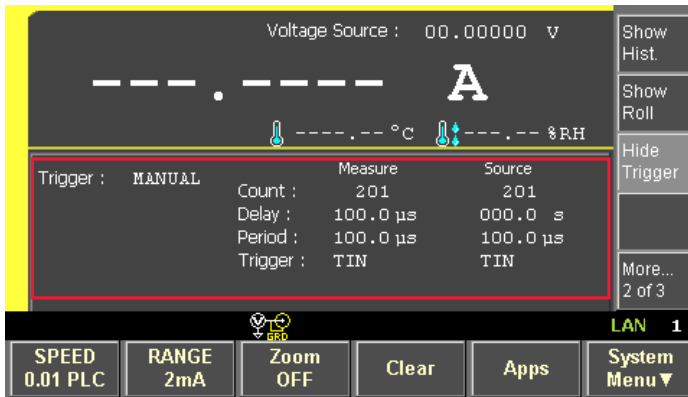 Voltage Source : 00.00000 V
---.---- A
----.-- °C ---.-- %RH
Trigger : MANUAL
Measure Source
Count : 201 201
Delay : 100.0 µs 000.0 s
Period : 100.0 µs 100.0 µs
Trigger : TIN TIN
Show
Hist.
Show
Roll
Hide
Trigger
More...
2 of 3
V GRD
LAN 1
SPEED
0.01 PLC
RANGE
2mA
Zoom
OFF
Clear
Apps
System
Menu▼